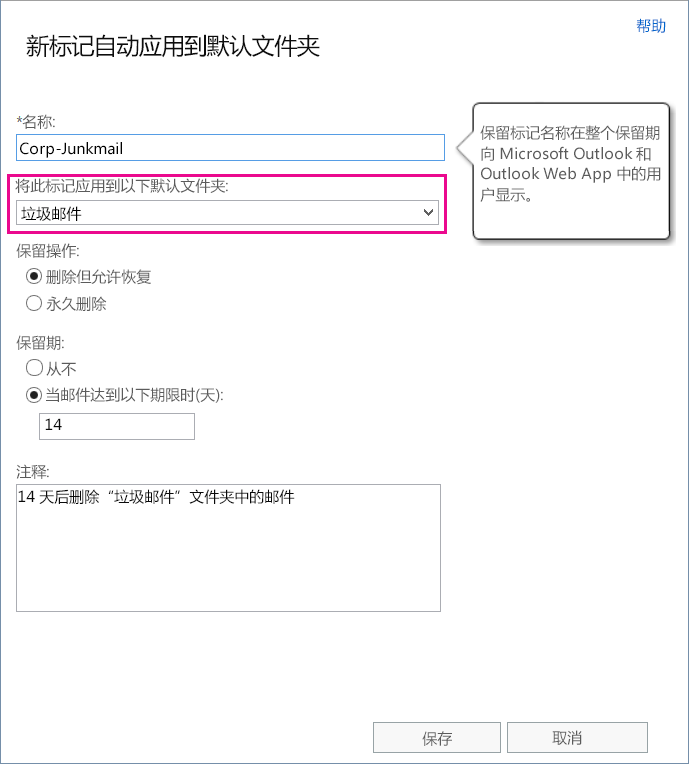 帮助
新标记自动应用到默认文件夹
*名称:
Corp-Junkmail
保留标记名称在整个保留期
向 Microsoft Outlook 和
Outlook Web App 中的用
户显示。
将此标记应用到以下默认文件夹:
垃圾邮件
保留操作:
删除但允许恢复
永久删除
保留期:
从不
当邮件达到以下期限时(天):
14
注释:
14 天后删除“垃圾邮件”文件夹中的邮件
保存
取消